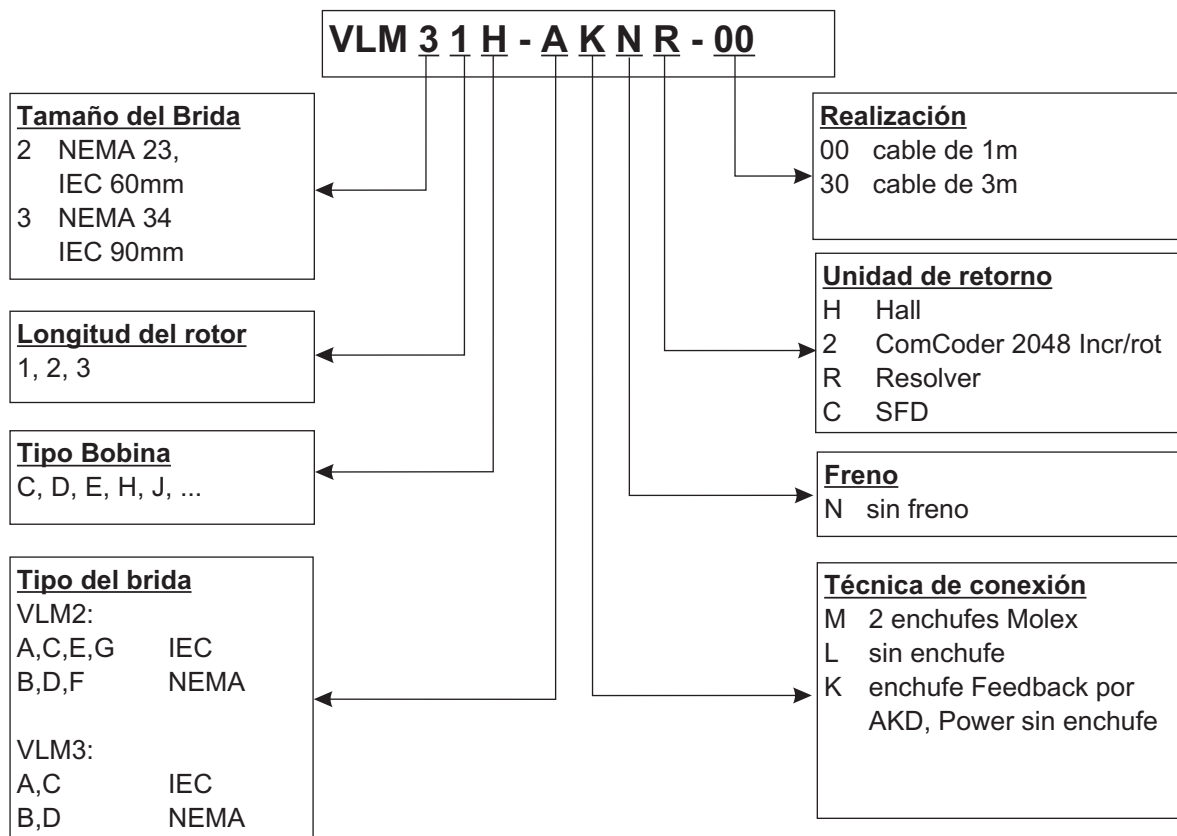 VLM 3 1 H - A K N R - 00
Tamaño del Brida
2 NEMA 23,
IEC 60mm
3 NEMA 34
IEC 90mm
Longitud del rotor
1, 2, 3
Tipo Bobina
C, D, E, H, J, ...
Tipo del brida
VLM2:
A,C,E,G IEC
B,D,F NEMA
VLM3:
A,C IEC
B,D NEMA
Realización
00 cable de 1m
30 cable de 3m
Unidad de retorno
H Hall
2 ComCoder 2048 Incr/rot
R Resolver
C SFD
Freno
N sin freno
Técnica de conexión
M 2 enchufes Molex
L sin enchufe
K enchufe Feedback por
AKD, Power sin enchufe